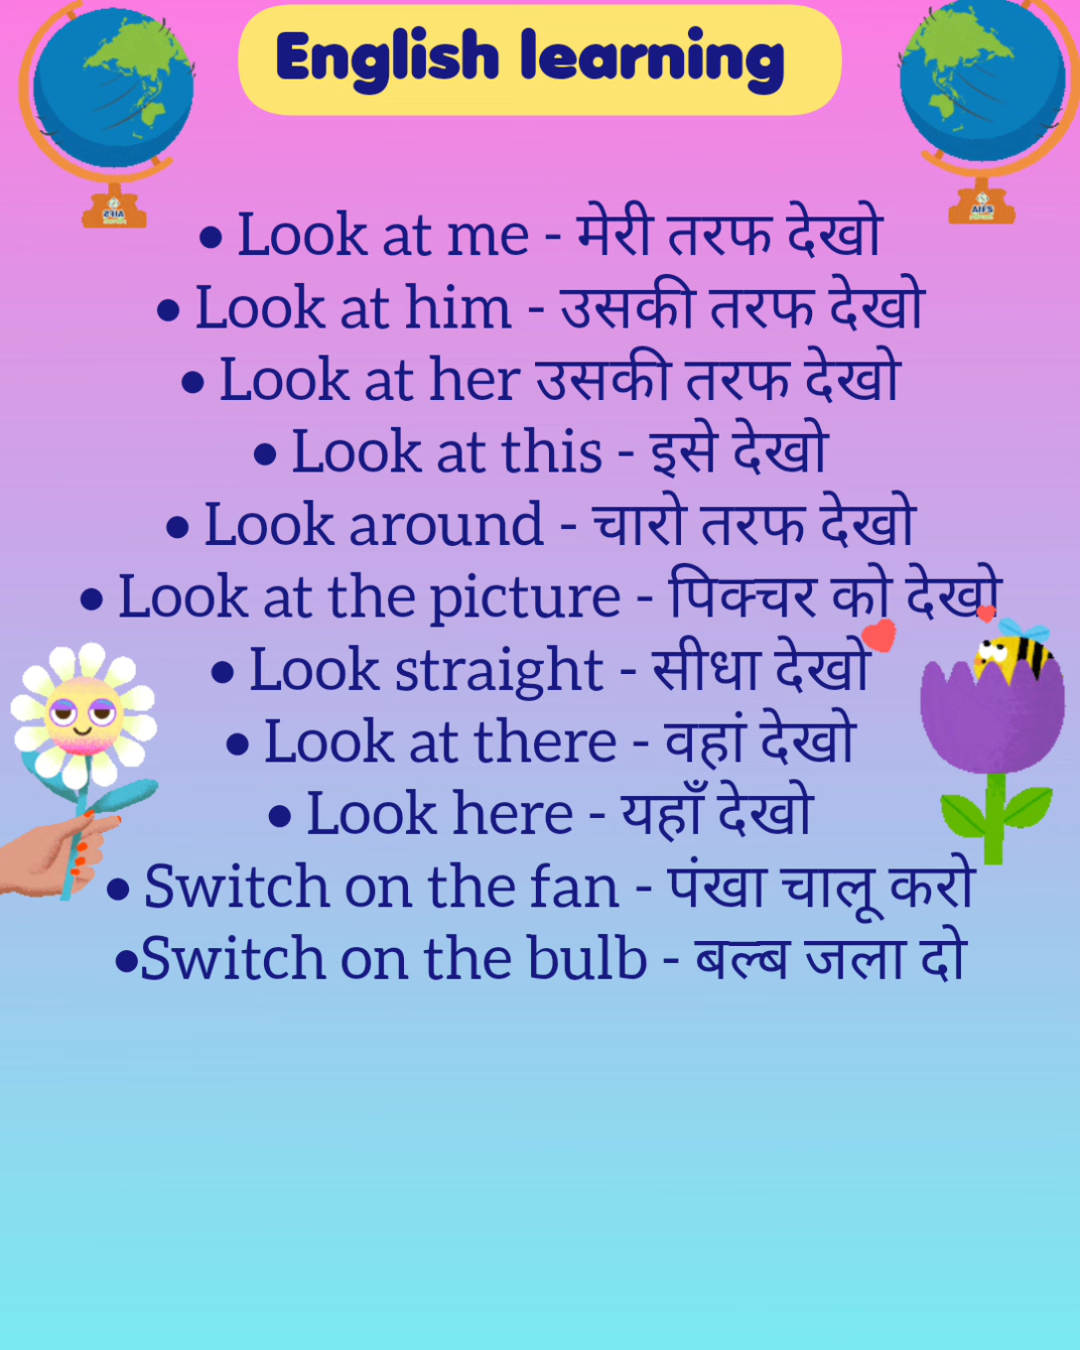 English learning
• Look at me - मेरी तरफ देखो
• Look at him - उसकी तरफ देखो
• Look at her उसकी तरफ देखो
• Look at this - इसे देखो
• Look around - चारो तरफ देखो
• Look at the picture - पिक्चर को देखो
• Look straight - सीधा देखो
• Look at there - वहां देखो
• Look here - यहाँ देखो
• Switch on the fan - पंखा चालू करो
•Switch on the bulb - बल्ब जला दो